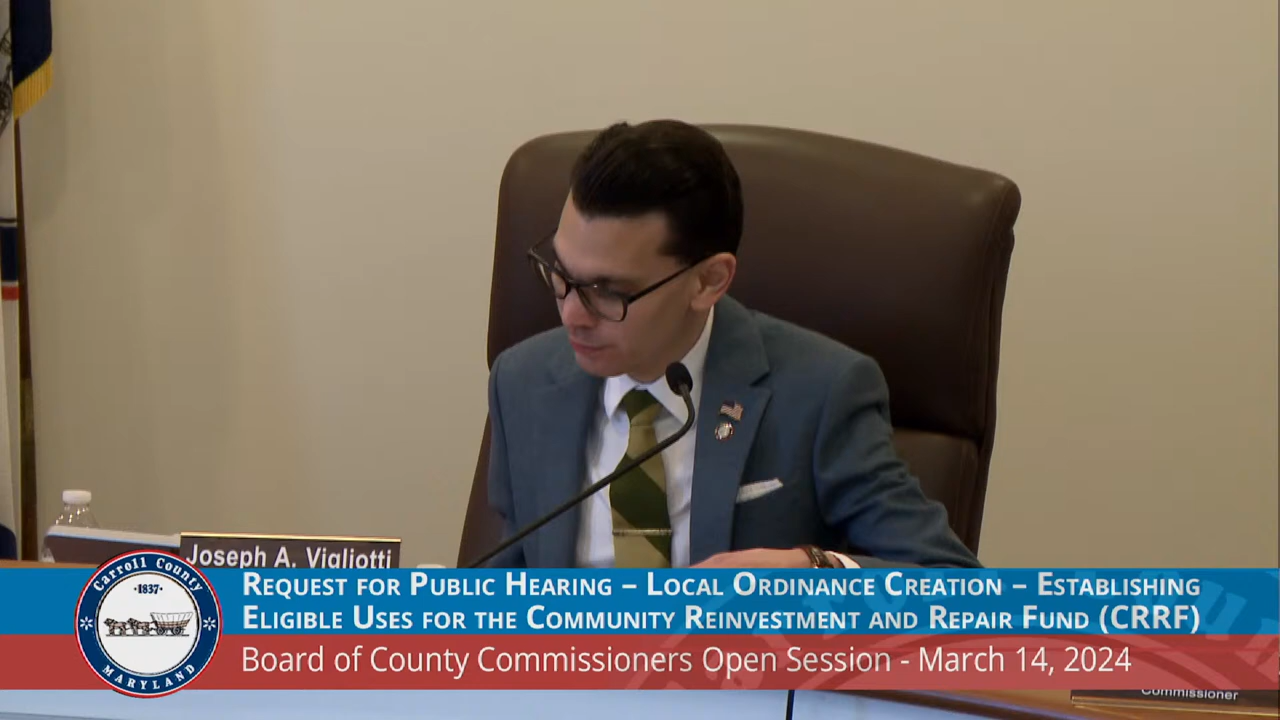 Joseph A. Vigliotti
Carroll County
·1837·
MARYLAND
REQUEST FOR PUBLIC HEARING – LOCAL ORDINANCE CREATION – ESTABLISHING
ELIGIBLE USES FOR THE COMMUNITY REINVESTMENT AND REPAIR FUND (CRRF)
Board of County Commissioners Open Session - March 14, 2024
Commissioner